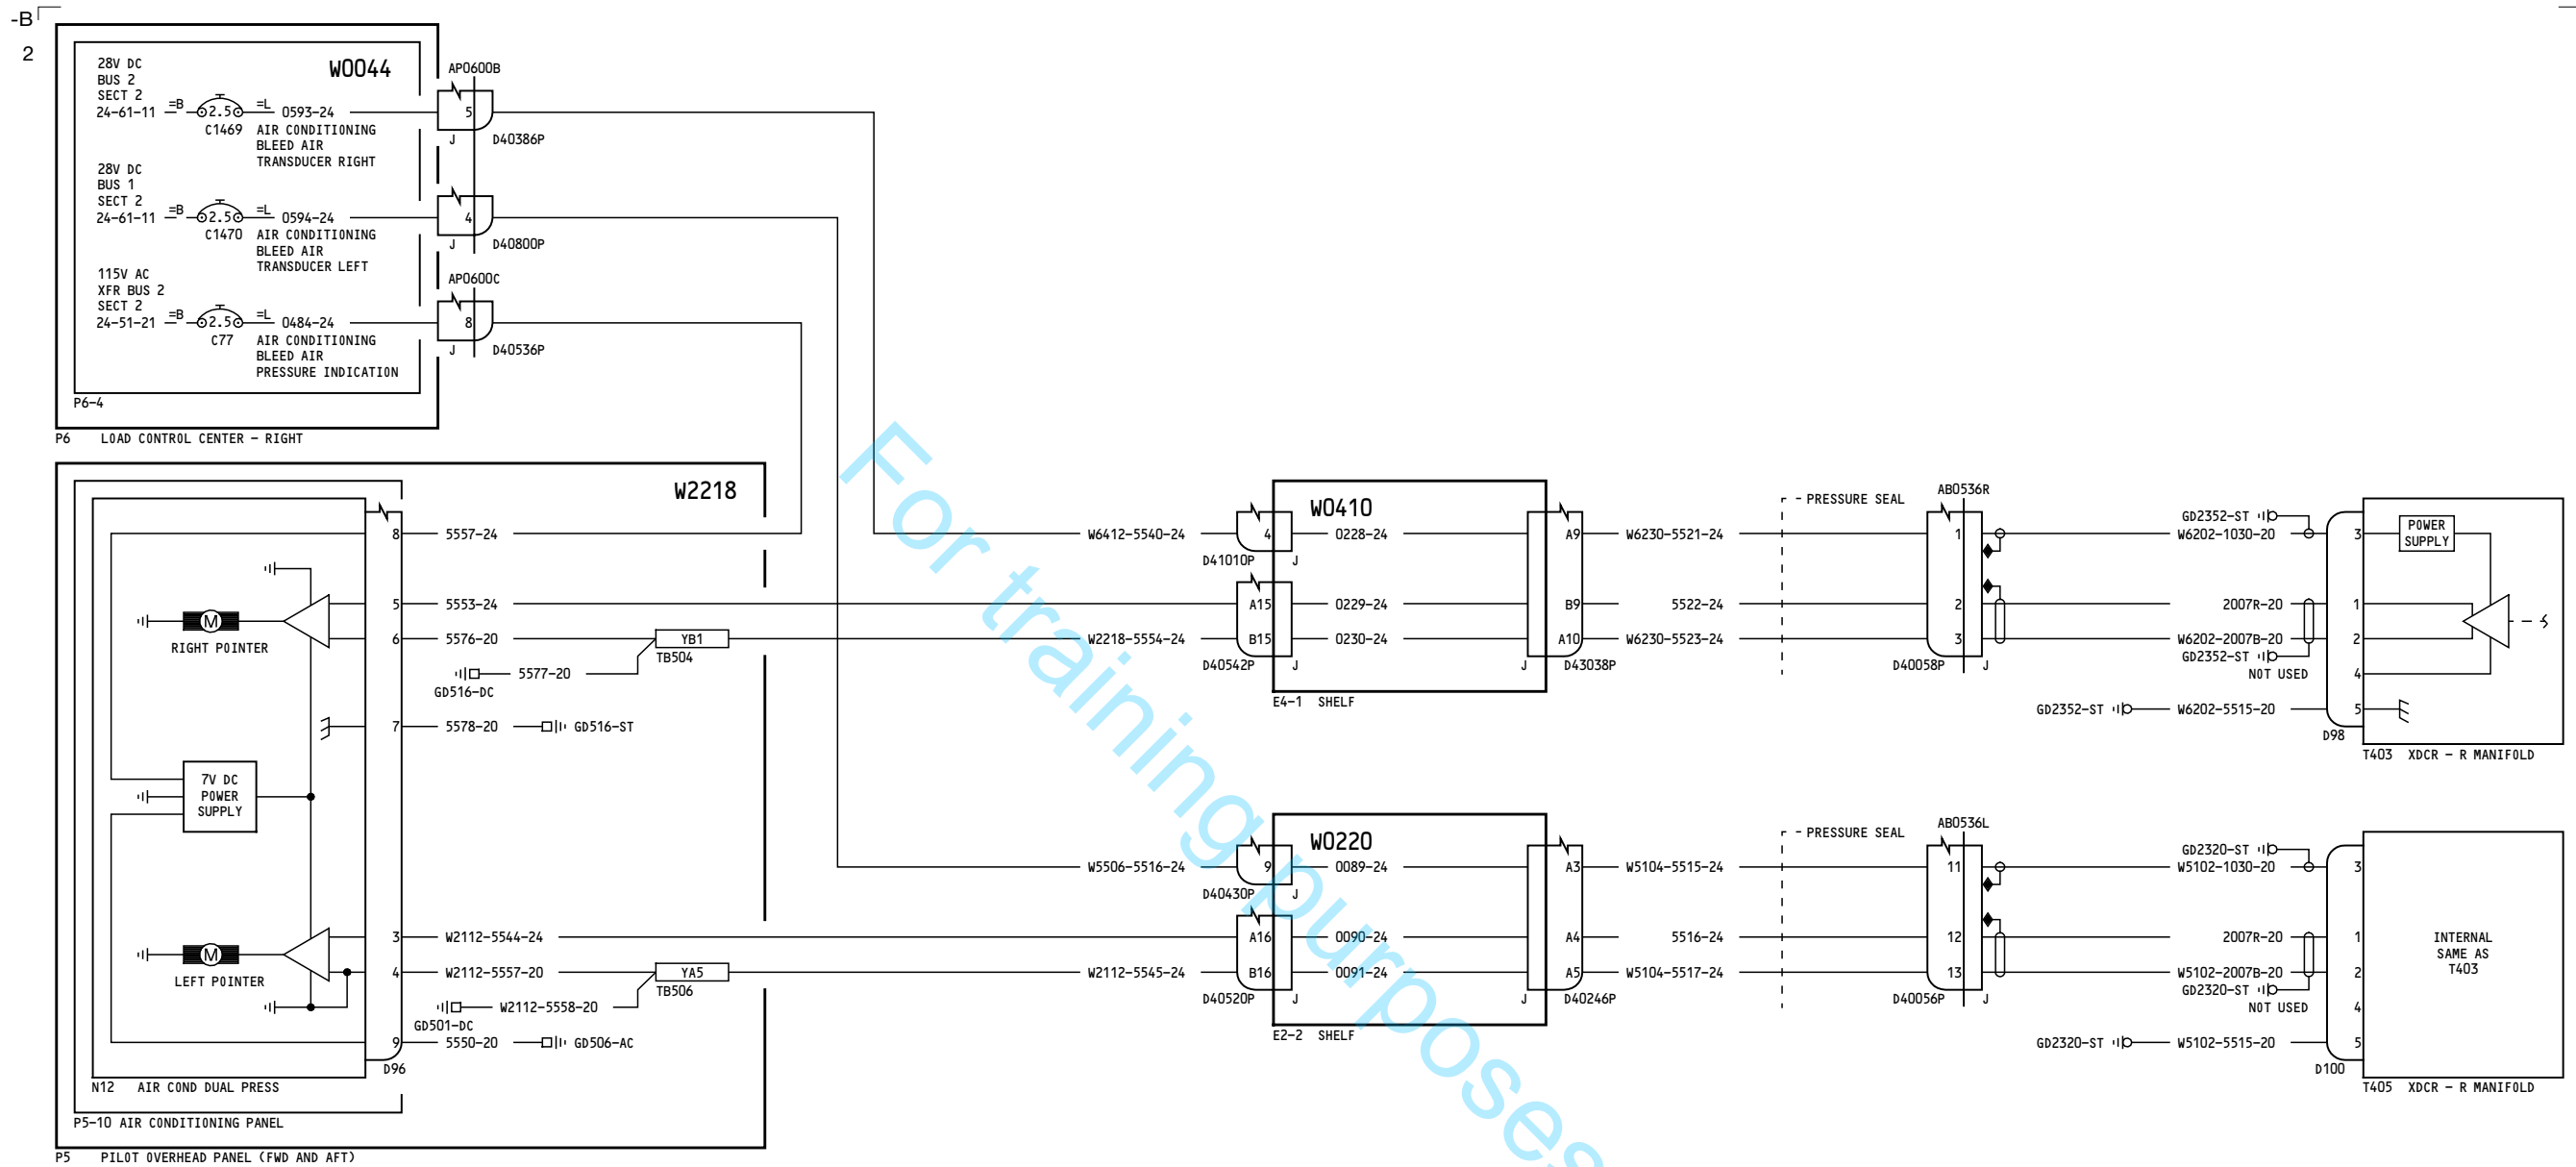 -B
2
28V DC
BUS 2
SECT 2
24-61-11 =B 2.5 =L 0593-24
C1469 AIR CONDITIONING
BLEED AIR
TRANSDUCER RIGHT
W0044
28V DC
BUS 1
SECT 2
24-61-11 =B 2.5 =L 0594-24
C1470 AIR CONDITIONING
BLEED AIR
TRANSDUCER LEFT
115V AC
XFR BUS 2
SECT 2
24-51-21 =B 2.5 =L 0484-24
C77 AIR CONDITIONING
BLEED AIR
PRESSURE INDICATION
P6-4
P6 LOAD CONTROL CENTER - RIGHT
AP0600B
5
J D40386P
4
J D40800P
AP0600C
8
J D40536P
W2218
8 5557-24
5 5553-24
M
RIGHT POINTER
6 5576-20 YB1
TB504
5577-20
GD516-DC
7 5578-20 GD516-ST
7V DC
POWER
SUPPLY
3 W2112-5544-24
M
LEFT POINTER
4 W2112-5557-20 YA5
TB506
W2112-5558-20
GD501-DC
9 5550-20 GD506-AC
D96
N12 AIR COND DUAL PRESS
P5-10 AIR CONDITIONING PANEL
P5 PILOT OVERHEAD PANEL (FWD AND AFT)
W0410
W6412-5540-24 4 0228-24 A9 W6230-5521-24
D41010P J
A15 0229-24 B9 5522-24
W2218-5554-24 B15 0230-24 A10 W6230-5523-24
D40542P J J D43038P
E4-1 SHELF
PRESSURE SEAL
AB0536R
1
2
3
D40058P J
GD2352-ST
W6202-1030-20 3
2007R-20 1
W6202-2007B-20 2
GD2352-ST
NOT USED 4
GD2352-ST W6202-5515-20 5
D98
POWER
SUPPLY
T403 XDCR - R MANIFOLD
W0220
W5506-5516-24 9 0089-24 A3 W5104-5515-24
D40430P J
A16 0090-24 A4 5516-24
W2112-5545-24 B16 0091-24 A5 W5104-5517-24
D40520P J J D40246P
E2-2 SHELF
PRESSURE SEAL
AB0536L
11
12
13
D40056P J
GD2320-ST
W5102-1030-20 3
2007R-20 1
W5102-2007B-20 2
GD2320-ST
NOT USED 4
GD2320-ST W5102-5515-20 5
D100
INTERNAL
SAME AS
T403
T405 XDCR - R MANIFOLD
For training purposes